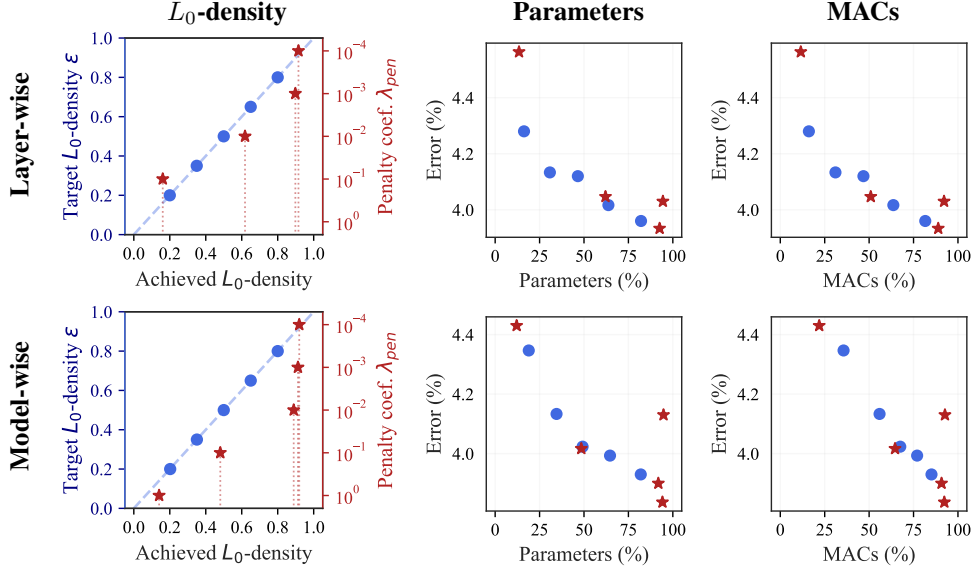 L₀-density
Parameters
MACs
Layer-wise
Target L₀-density ε
1.0
0.8
0.6
0.4
0.2
0.0
0.0 0.2 0.4 0.6 0.8 1.0
Achieved L₀-density
10⁻⁴
10⁻³
10⁻²
10⁻¹
10⁰
Penalty coef. λpen
Error (%)
4.4
4.2
4.0
0 25 50 75 100
Parameters (%)
Error (%)
4.4
4.2
4.0
0 25 50 75 100
MACs (%)
Model-wise
Target L₀-density ε
1.0
0.8
0.6
0.4
0.2
0.0
0.0 0.2 0.4 0.6 0.8 1.0
Achieved L₀-density
10⁻⁴
10⁻³
10⁻²
10⁻¹
10⁰
Penalty coef. λpen
Error (%)
4.4
4.2
4.0
0 25 50 75 100
Parameters (%)
Error (%)
4.4
4.2
4.0
0 25 50 75 100
MACs (%)